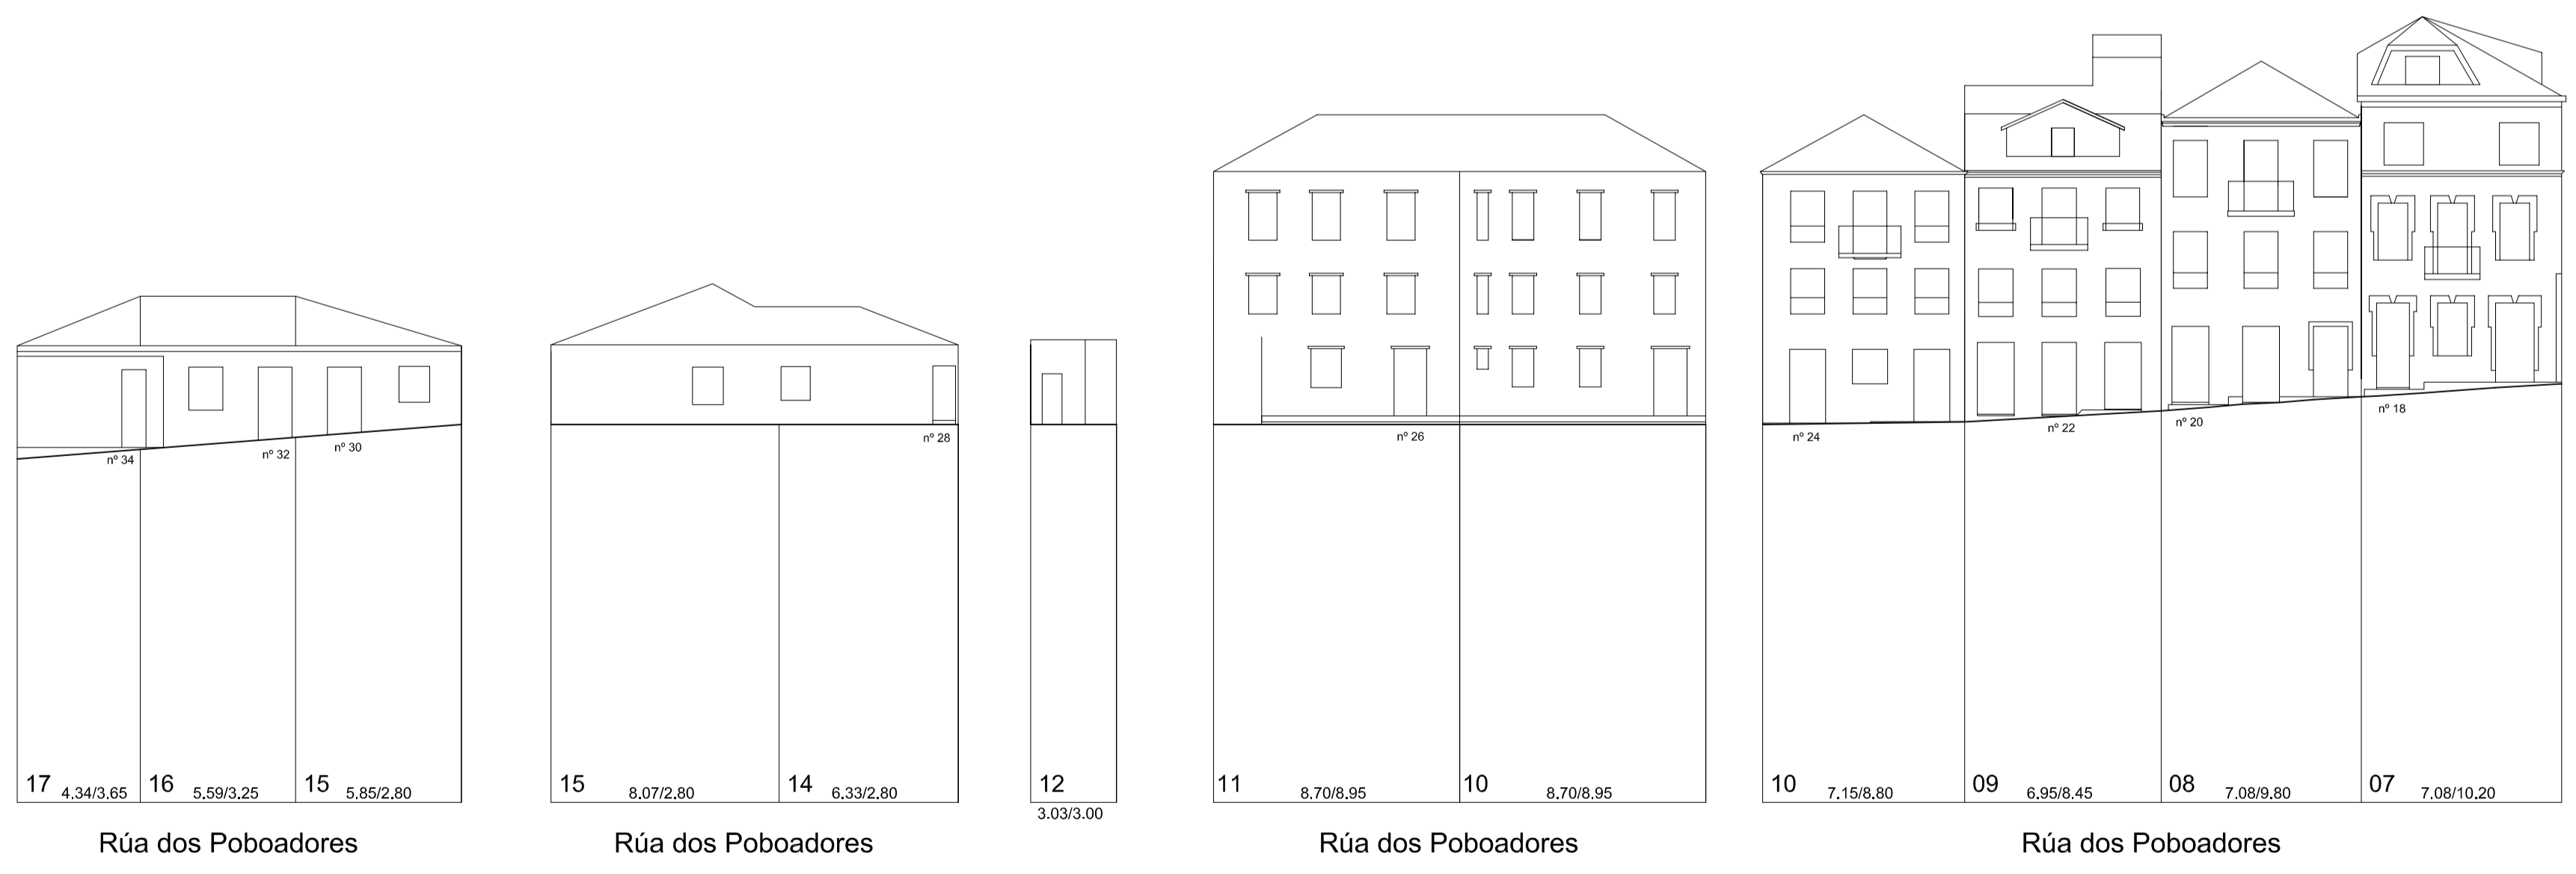 nº 34
nº 32
nº 30
nº 28
nº 26
nº 24
nº 22
nº 20
nº 18
17 4.34/3.65 16 5.59/3.25 15 5.85/2.80
15 8.07/2.80 14 6.33/2.80
12
3.03/3.00
11 8.70/8.95 10 8.70/8.95
10 7.15/8.80 09 6.95/8.45 08 7.08/9.80 07 7.08/10.20
Rúa dos Poboadores
Rúa dos Poboadores
Rúa dos Poboadores
Rúa dos Poboadores